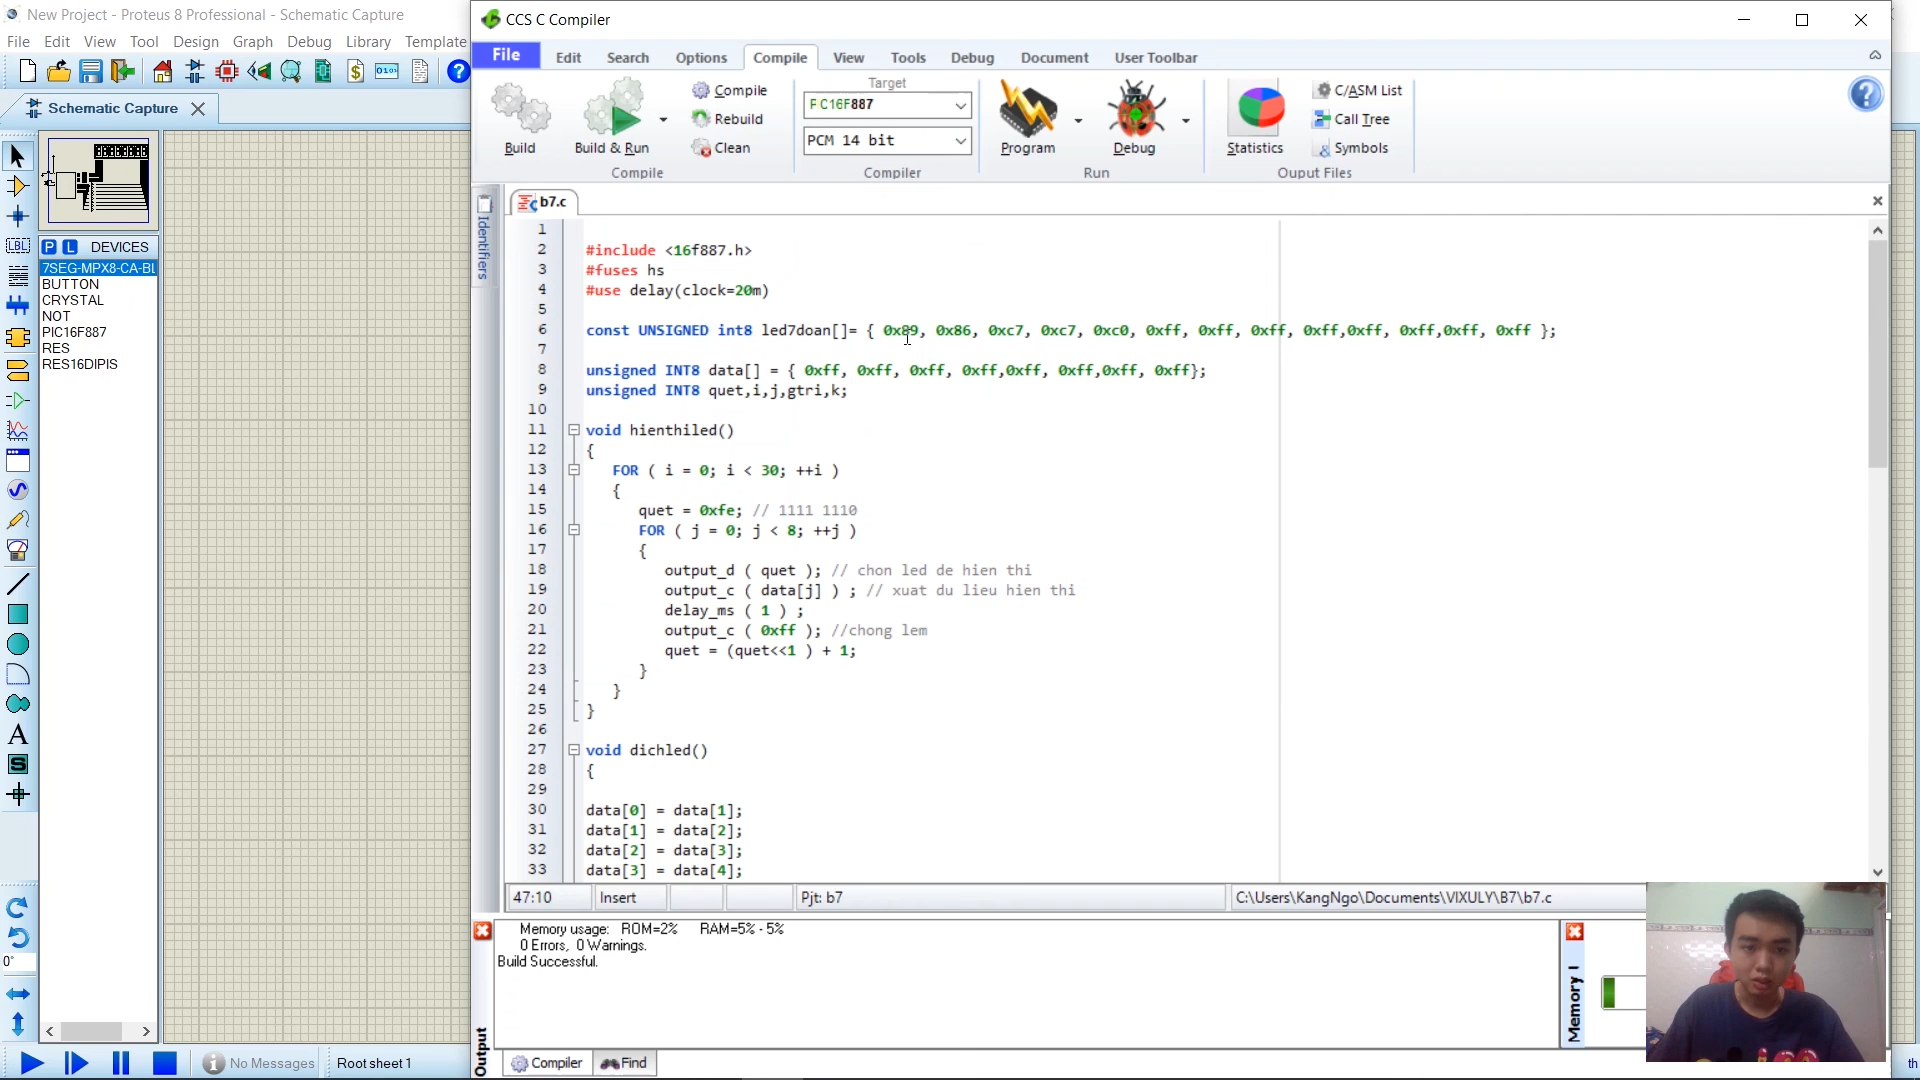 New Project - Proteus 8 Professional - Schematic Capture
File Edit View Tool Design Graph Debug Library Template
Schematic Capture
LBL
P L DEVICES
7SEG-MPX8-CA-BL
BUTTON
CRYSTAL
NOT
PIC16F887
RES
RES16DIPIS
A
S
0°
No Messages
Root sheet 1
CCS C Compiler
File Edit Search Options Compile View Tools Debug Document User Toolbar
Build
Build & Run
Compile
Rebuild
Clean
Compile
Target
PIC16F887
PCM 14 bit
Compiler
Program
Debug
Run
Statistics
C/ASM List
Call Tree
Symbols
Ouput Files
Identifiers
b7.c
1
2 #include <16f887.h>
3 #fuses hs
4 #use delay(clock=20m)
5
6 const UNSIGNED int8 led7doan[]= { 0x89, 0x86, 0xc7, 0xc7, 0xc0, 0xff, 0xff, 0xff, 0xff,0xff, 0xff,0xff, 0xff };
7
8 unsigned INT8 data[] = { 0xff, 0xff, 0xff, 0xff,0xff, 0xff,0xff, 0xff};
9 unsigned INT8 quet,i,j,gtri,k;
10
11 void hienthiled()
12 {
13 FOR ( i = 0; i < 30; ++i )
14 {
15 quet = 0xfe; // 1111 1110
16 FOR ( j = 0; j < 8; ++j )
17 {
18 output_d ( quet ); // chon led de hien thi
19 output_c ( data[j] ) ; // xuat du lieu hien thi
20 delay_ms ( 1 ) ;
21 output_c ( 0xff ); //chong lem
22 quet = (quet<<1 ) + 1;
23 }
24 }
25 }
26
27 void dichled()
28 {
29
30 data[0] = data[1];
31 data[1] = data[2];
32 data[2] = data[3];
33 data[3] = data[4];
47:10 Insert Pjt: b7 C:\Users\KangNgo\Documents\VIXULY\B7\b7.c
Memory usage: ROM=2% RAM=5% - 5%
0 Errors, 0 Warnings.
Build Successful.
Output
Memory
Compiler Find
th